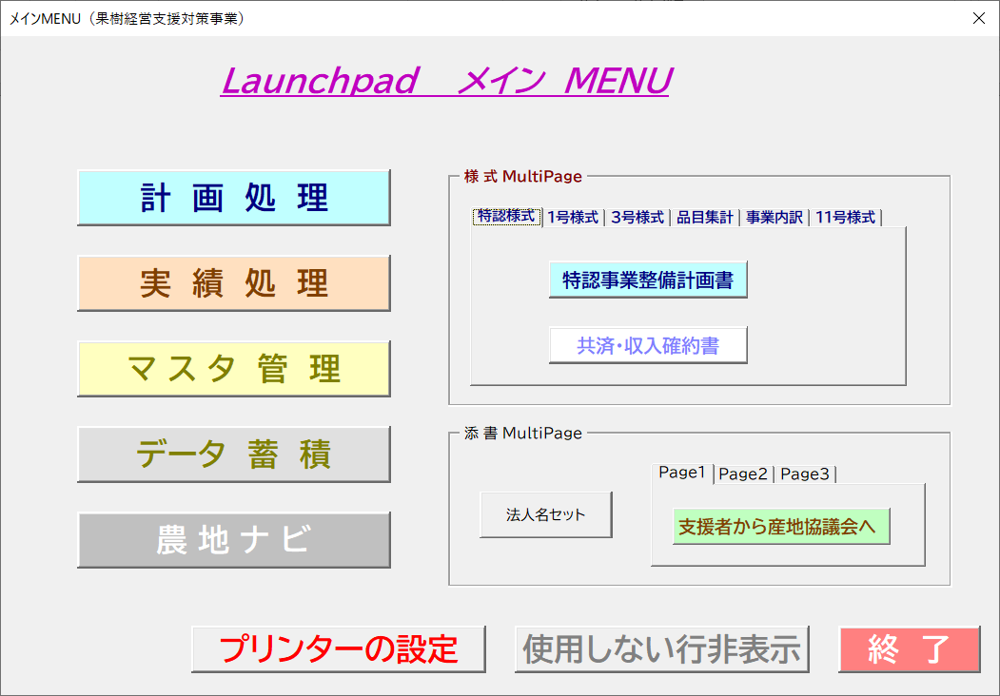 メインMENU（果樹経営支援対策事業）
Launchpad　メイン MENU
計 画 処 理
実 績 処 理
マ ス タ 管 理
データ 蓄 積
農 地 ナ ビ
様 式 MultiPage
特認様式 1号様式 3号様式 品目集計 事業内訳 11号様式
特認事業整備計画書
共済・収入確約書
添 書 MultiPage
Page1 Page2 Page3
法人名セット
支援者から産地協議会へ
プリンターの設定
使用しない行非表示
終 了